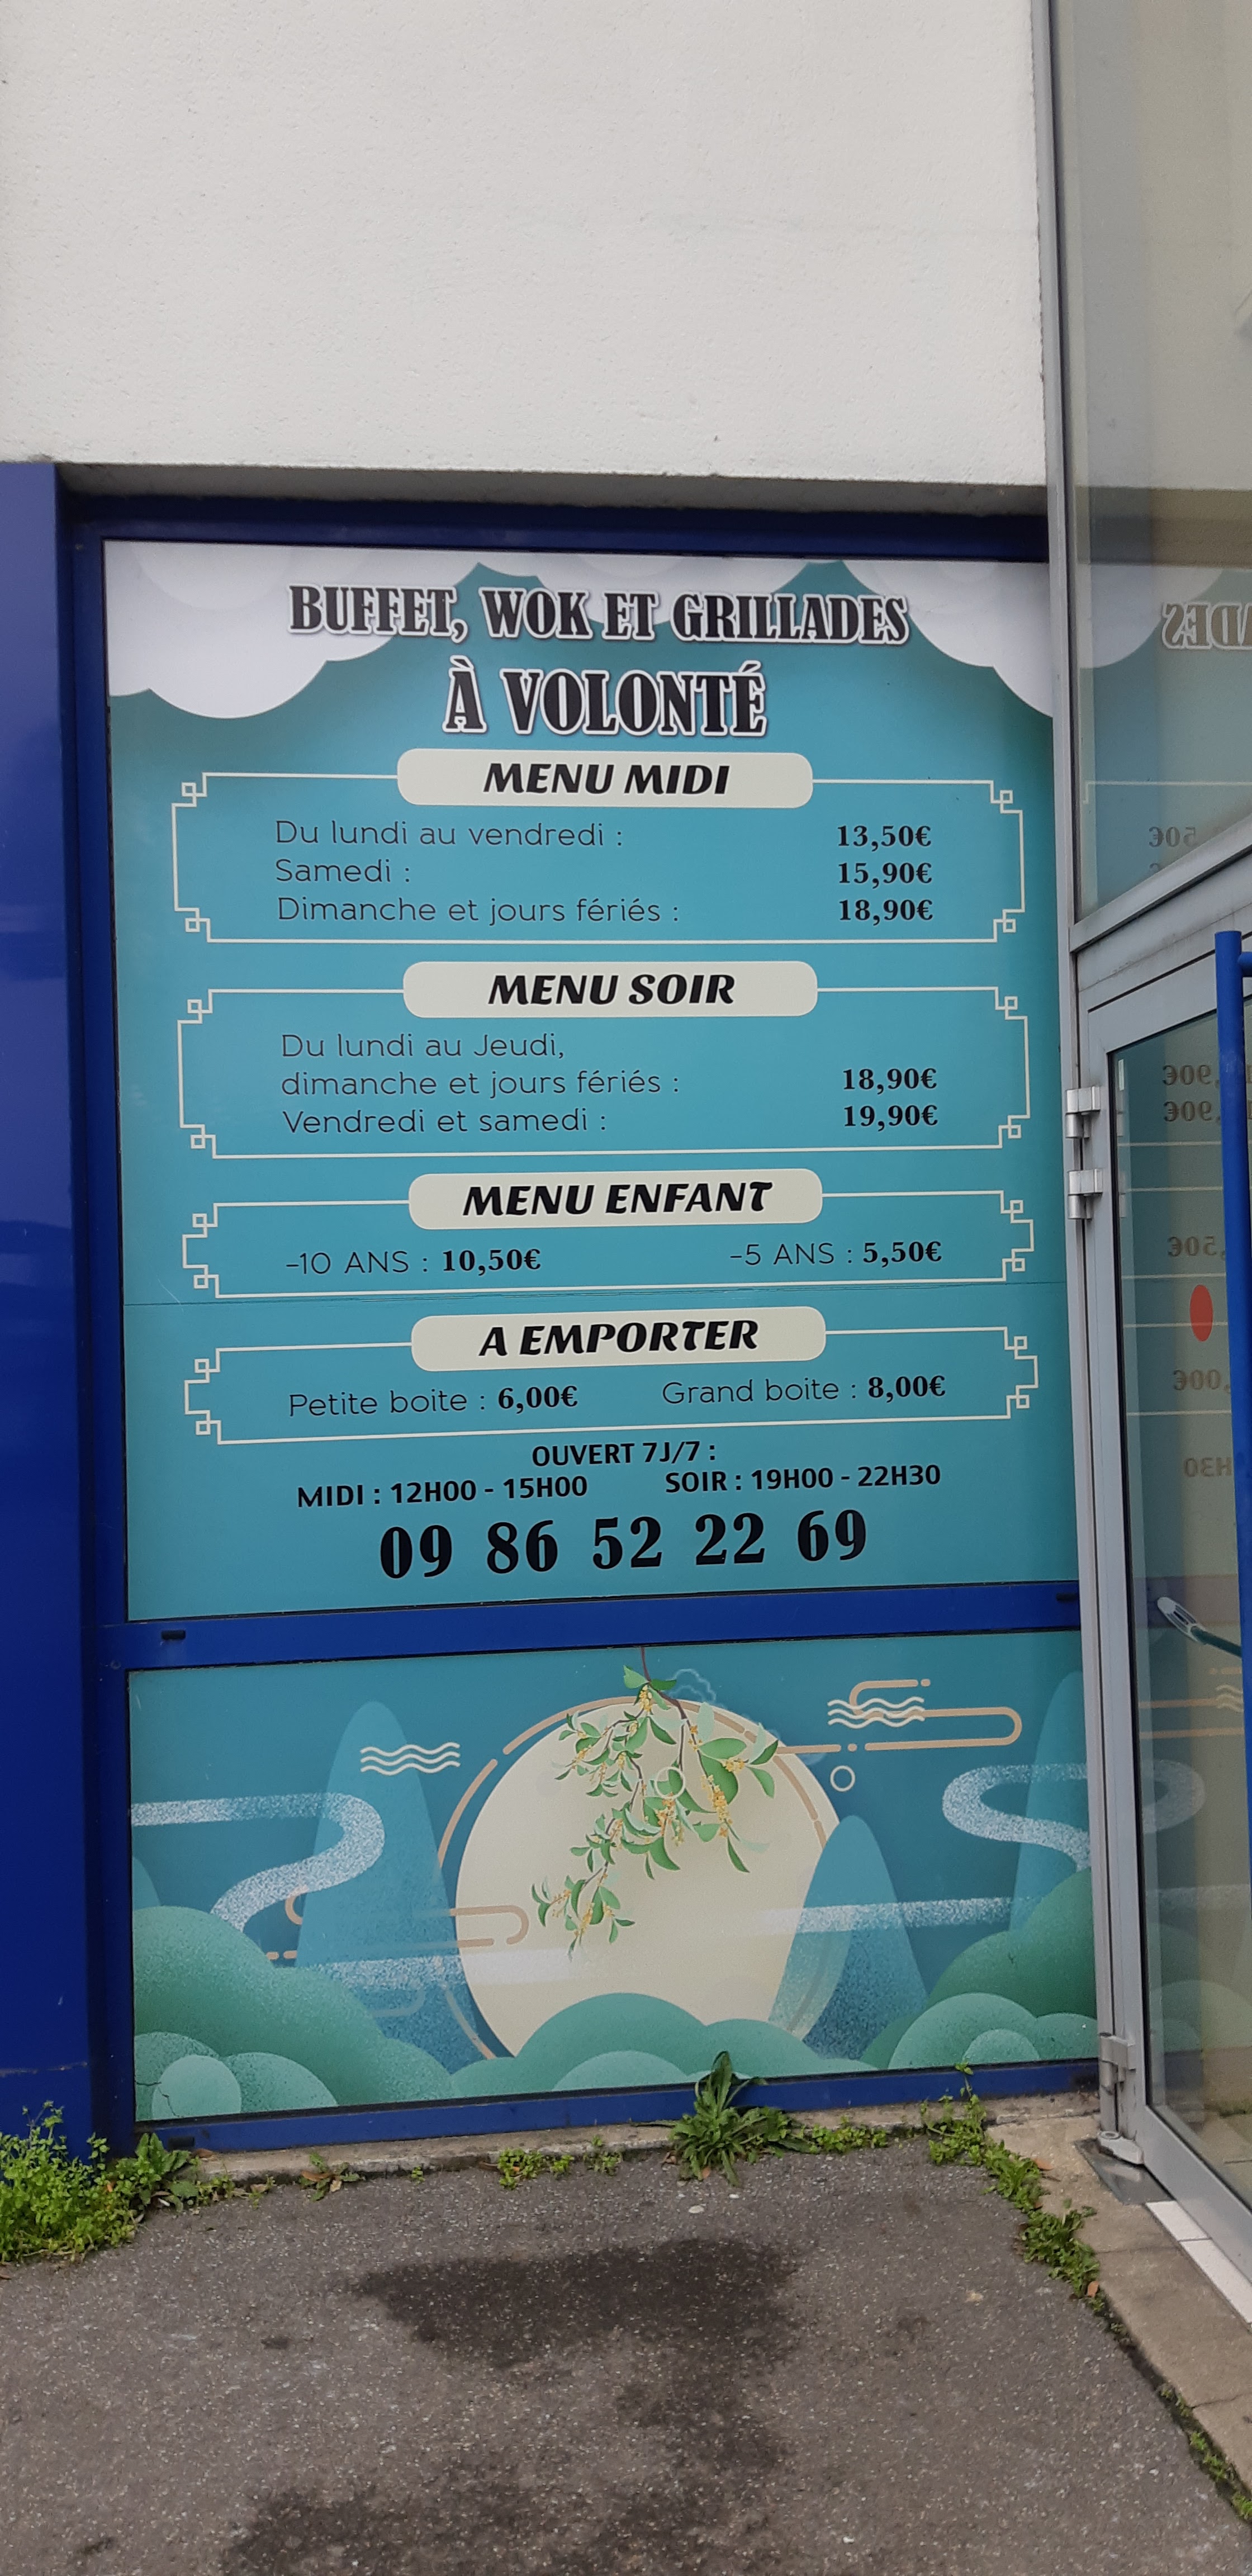 BUFFET, WOK ET GRILLADES
À VOLONTÉ
MENU MIDI
Du lundi au vendredi : 13,50€
Samedi : 15,90€
Dimanche et jours fériés : 18,90€
MENU SOIR
Du lundi au Jeudi,
dimanche et jours fériés : 18,90€
Vendredi et samedi : 19,90€
MENU ENFANT
-10 ANS : 10,50€ -5 ANS : 5,50€
A EMPORTER
Petite boite : 6,00€ Grand boite : 8,00€
OUVERT 7J/7 :
MIDI : 12H00 - 15H00 SOIR : 19H00 - 22H30
09 86 52 22 69